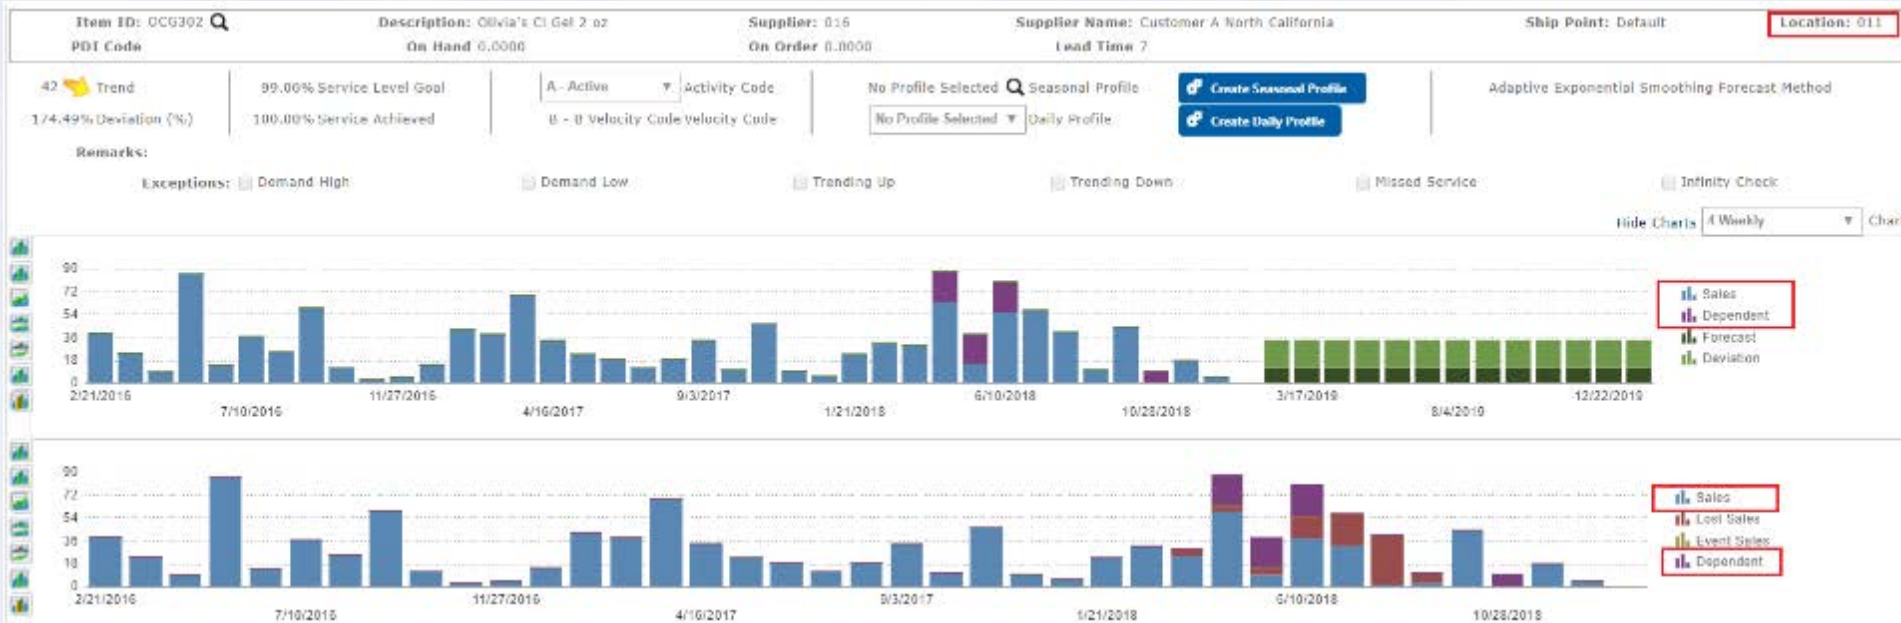 Item ID: OCG302 Description: Olivia's Cl Gel 2 oz Supplier: 016 Supplier Name: Customer A North California Ship Point: Default Location: 011
PDI Code On Hand 0.0000 On Order 0.0000 Lead Time 7
42 Trend 99.00% Service Level Goal A - Active Activity Code No Profile Selected Seasonal Profile Create Seasonal Profile Adaptive Exponential Smoothing Forecast Method
174.49% Deviation (%) 100.00% Service Achieved B - B Velocity Code Velocity Code No Profile Selected Daily Profile Create Daily Profile
Remarks:
Exceptions: Demand High Demand Low Trending Up Trending Down Missed Service Infinity Check
Hide Charts 4 Weekly Char
90
72
54
36
18
0
2/21/2016 11/27/2016 9/3/2017 6/10/2018 3/17/2019 12/22/2019
7/10/2016 4/16/2017 1/21/2018 10/28/2018 8/4/2019
Sales
Dependent
Forecast
Deviation
90
72
54
36
18
0
2/21/2016 11/27/2016 9/3/2017 6/10/2018
7/10/2016 4/16/2017 1/21/2018 10/28/2018
Sales
Lost Sales
Event Sales
Dependent